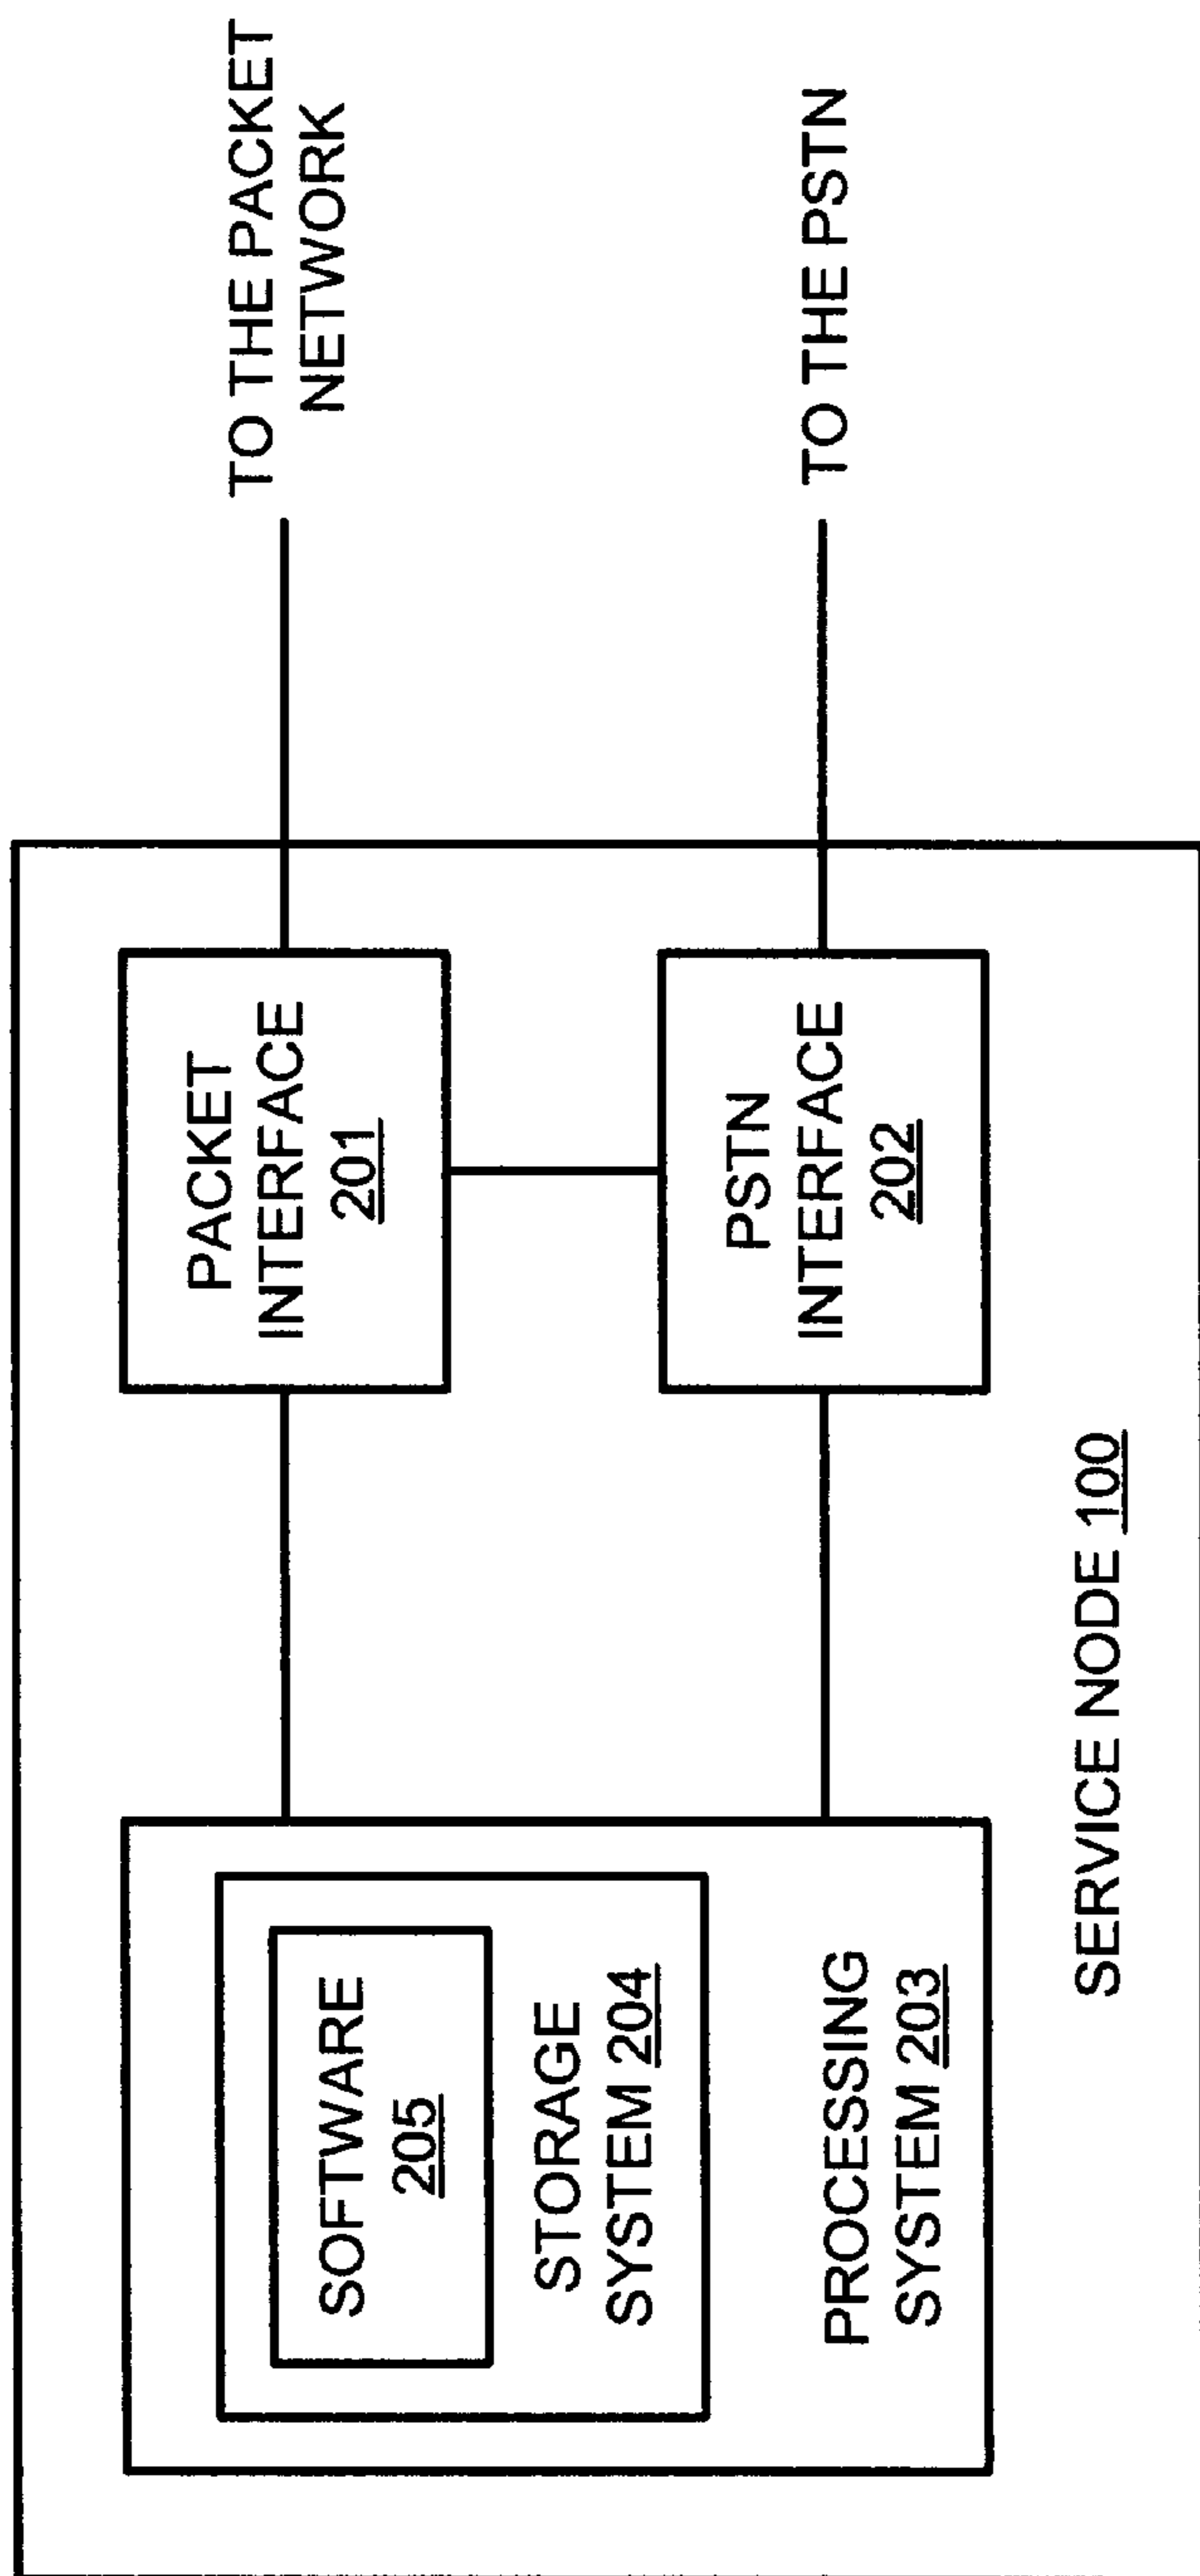 SOFTWARE
205
STORAGE
SYSTEM 204
PROCESSING
SYSTEM 203
PACKET
INTERFACE
201
PSTN
INTERFACE
202
TO THE PACKET
NETWORK
TO THE PSTN
SERVICE NODE 100